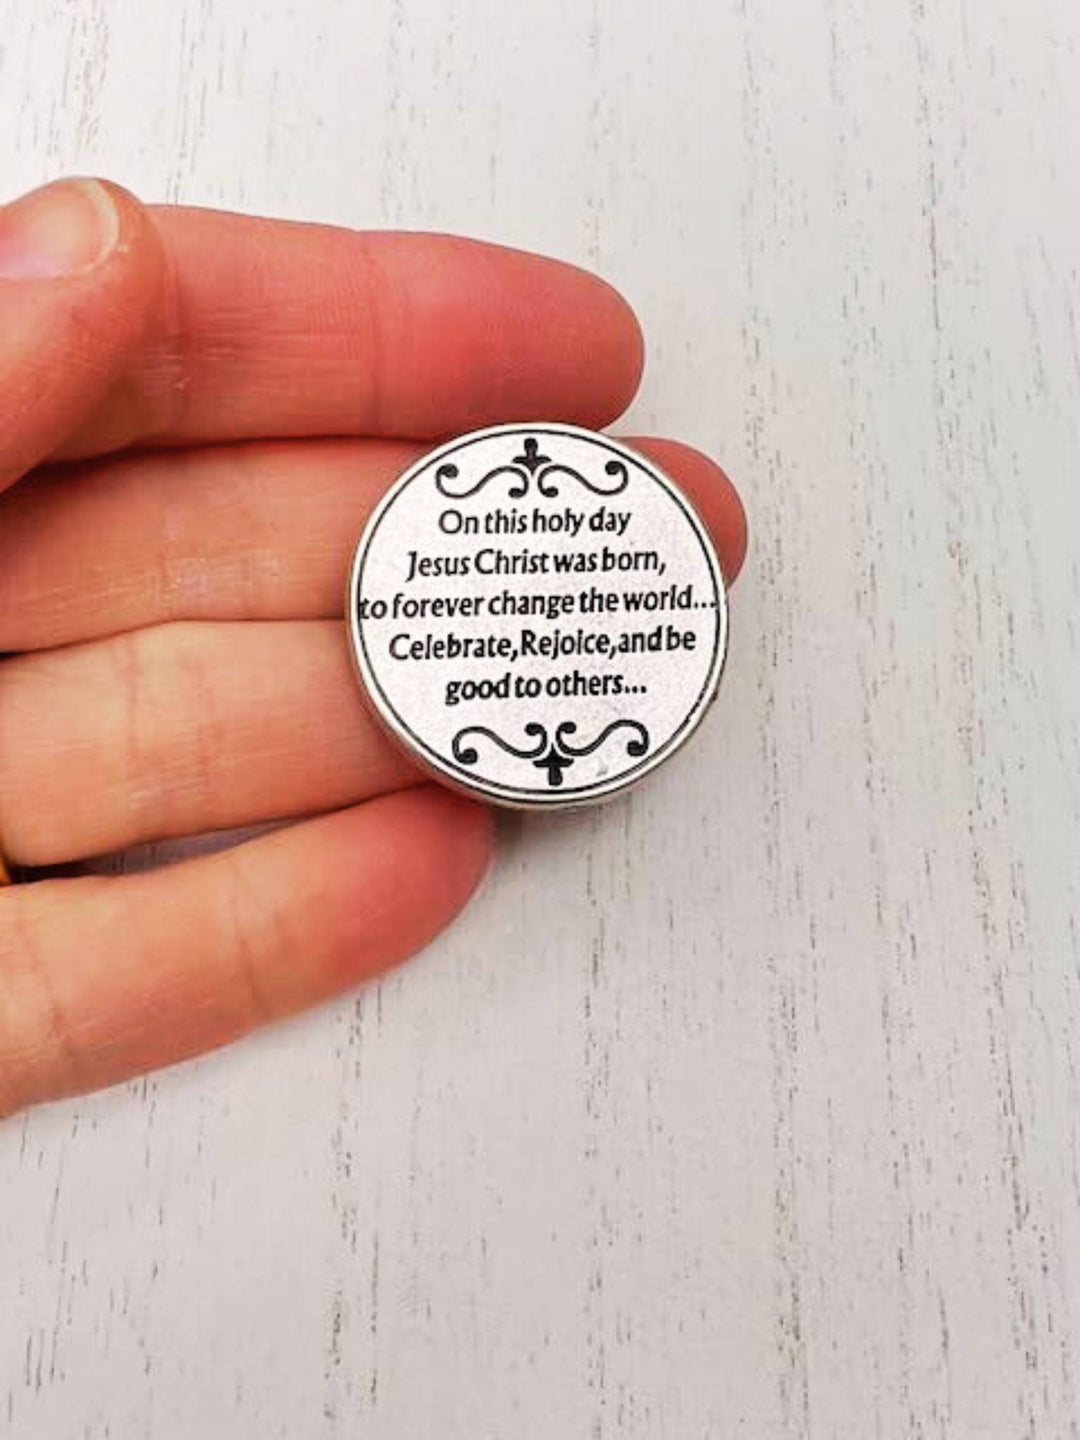 On this holy day
Jesus Christ was born,
to forever change the world...
Celebrate, Rejoice, and be
good to others...